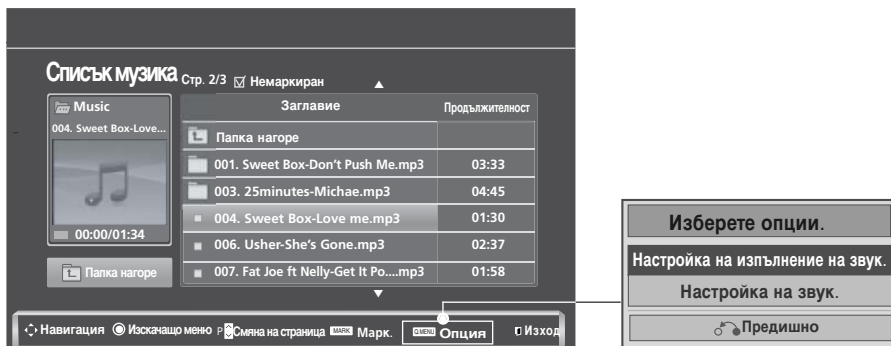 Списък музика Стр. 2/3 Немаркиран
Music
004. Sweet Box-Love...
00:00/01:34
Папка нагоре
Заглавие Продължителност
Папка нагоре
001. Sweet Box-Don't Push Me.mp3 03:33
003. 25minutes-Michae.mp3 04:45
004. Sweet Box-Love me.mp3 01:30
006. Usher-She's Gone.mp3 02:37
007. Fat Joe ft Nelly-Get It Po....mp3 01:58
Навигация Изскачащо меню P Смяна на страница MARK Марк. Q.MENU Опция Изход
Изберете опции.
Настройка на изпълнение на звук.
Настройка на звук.
Предишно